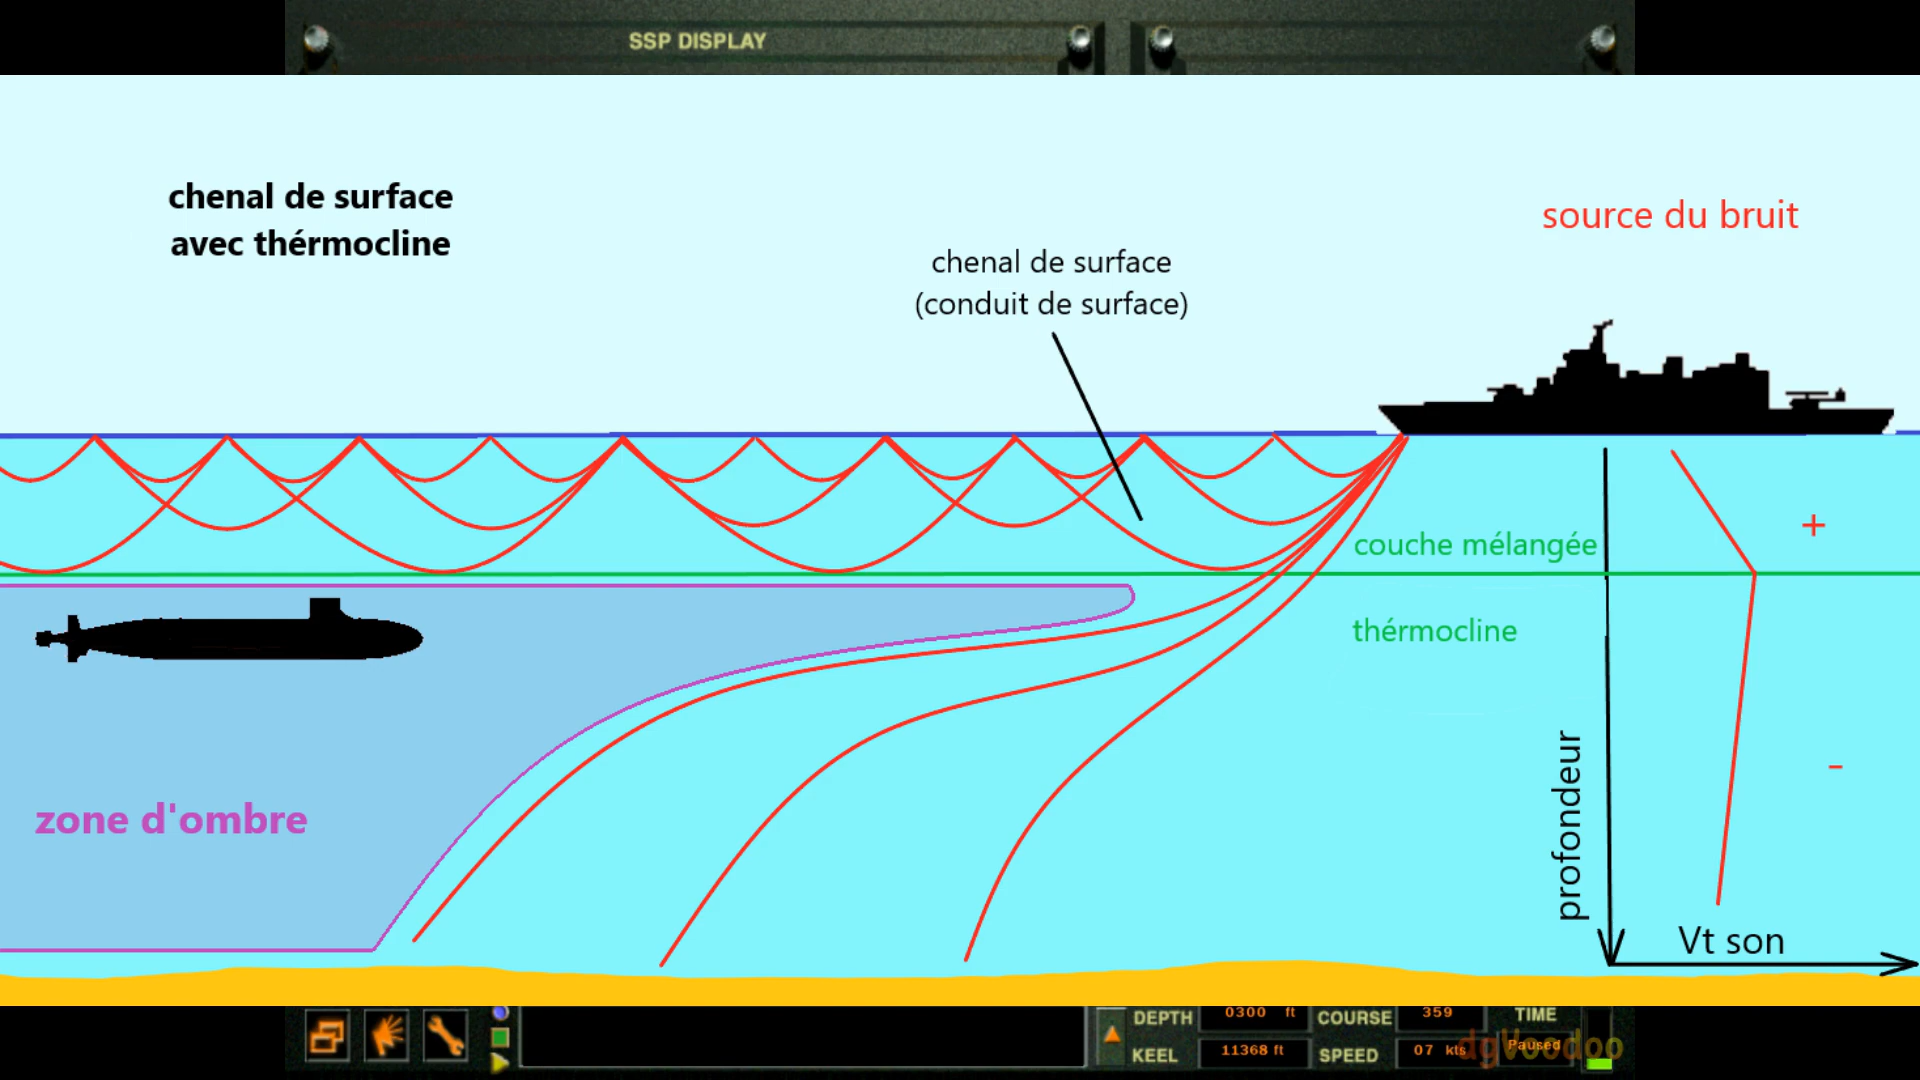 SSP DISPLAY
chenal de surface
avec thérmocline
source du bruit
chenal de surface
(conduit de surface)
couche mélangée
+
thérmocline
profondeur
-
zone d'ombre
Vt son
DEPTH 0300 ft COURSE 359 TIME
KEEL 11368 ft SPEED 07 kts Paused
dgVoodoo